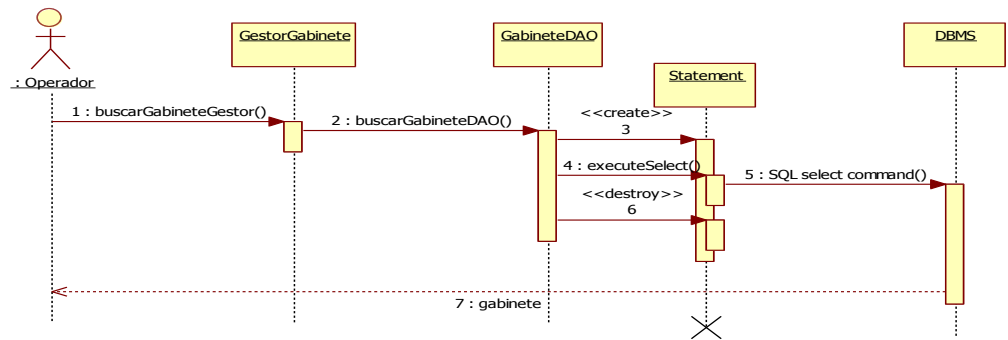 GestorGabinete
GabineteDAO
DBMS
Statement
: Operador
1 : buscarGabineteGestor()
2 : buscarGabineteDAO()
<<create>>
3
4 : executeSelect()
5 : SQL select command()
<<destroy>>
6
7 : gabinete